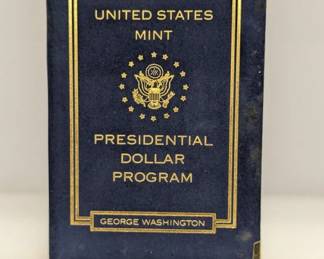 UNITED STATES
MINT
PRESIDENTIAL
DOLLAR
PROGRAM
GEORGE WASHINGTON